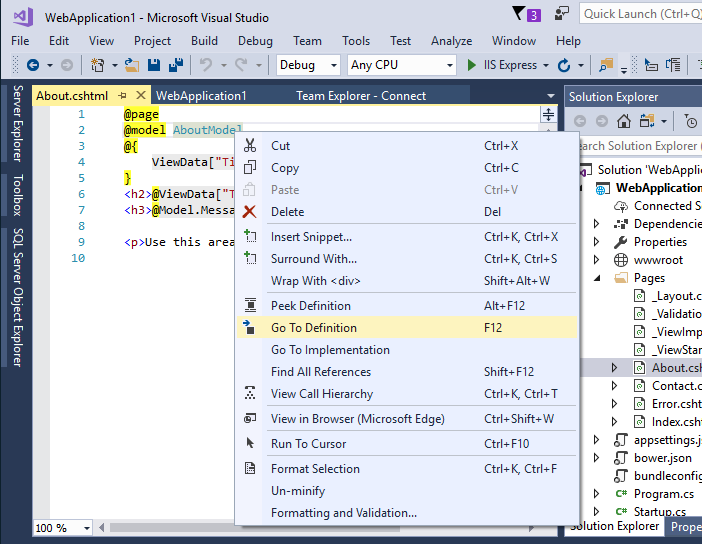 WebApplication1 - Microsoft Visual Studio
3
Quick Launch (Ctrl+Q)
File Edit View Project Build Debug Team Tools Test Analyze Window Help
Debug Any CPU IIS Express
Server Explorer
Toolbox
SQL Server Object Explorer
About.cshtml WebApplication1 Team Explorer - Connect
1 @page
2 @model AboutModel
3 @{
4 ViewData["Ti
5 }
6 <h2>@ViewData["T
7 <h3>@Model.Messa
8
9 <p>Use this area
10
100 %
Cut Ctrl+X
Copy Ctrl+C
Paste Ctrl+V
Delete Del
Insert Snippet... Ctrl+K, Ctrl+X
Surround With... Ctrl+K, Ctrl+S
Wrap With <div> Shift+Alt+W
Peek Definition Alt+F12
Go To Definition F12
Go To Implementation
Find All References Shift+F12
View Call Hierarchy Ctrl+K, Ctrl+T
View in Browser (Microsoft Edge) Ctrl+Shift+W
Run To Cursor Ctrl+F10
Format Selection Ctrl+K, Ctrl+F
Un-minify
Formatting and Validation...
Solution Explorer
Search Solution Explorer
Solution 'WebApplic
WebApplication
Connected S
Dependencie
Properties
wwwroot
Pages
_Layout.c
_Validation
_ViewImp
_ViewStar
About.csh
Contact.c
Error.csht
Index.csht
appsettings.js
bower.json
bundleconfig
Program.cs
Startup.cs
Solution Explorer Prope